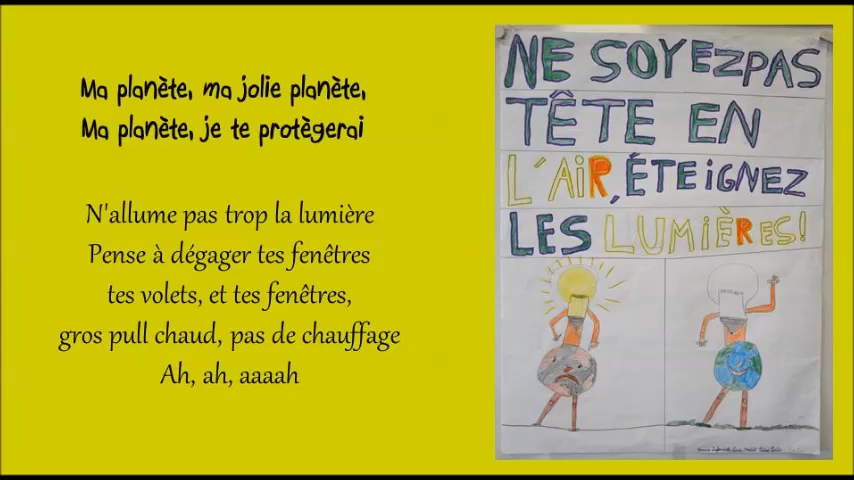 Ma planète, ma jolie planète,
Ma planète, je te protègerai
N'allume pas trop la lumière
Pense à dégager tes fenêtres
tes volets, et tes fenêtres,
gros pull chaud, pas de chauffage
Ah, ah, aaaah
NE SOYEZ PAS
TÊTE EN
L'AiR, ÉTEiGNEZ
LES LUMiÈREs!